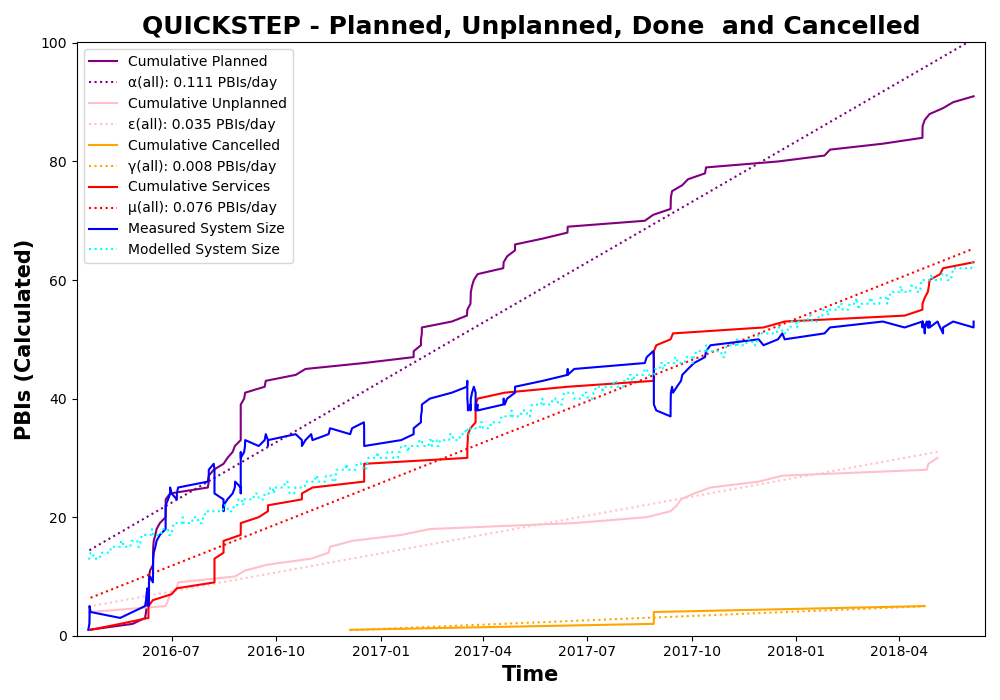 QUICKSTEP - Planned, Unplanned, Done  and Cancelled
PBIs (Calculated)
100
80
60
40
20
0
Cumulative Planned
α(all): 0.111 PBIs/day
Cumulative Unplanned
ε(all): 0.035 PBIs/day
Cumulative Cancelled
γ(all): 0.008 PBIs/day
Cumulative Services
μ(all): 0.076 PBIs/day
Measured System Size
Modelled System Size
2016-07 2016-10 2017-01 2017-04 2017-07 2017-10 2018-01 2018-04
Time